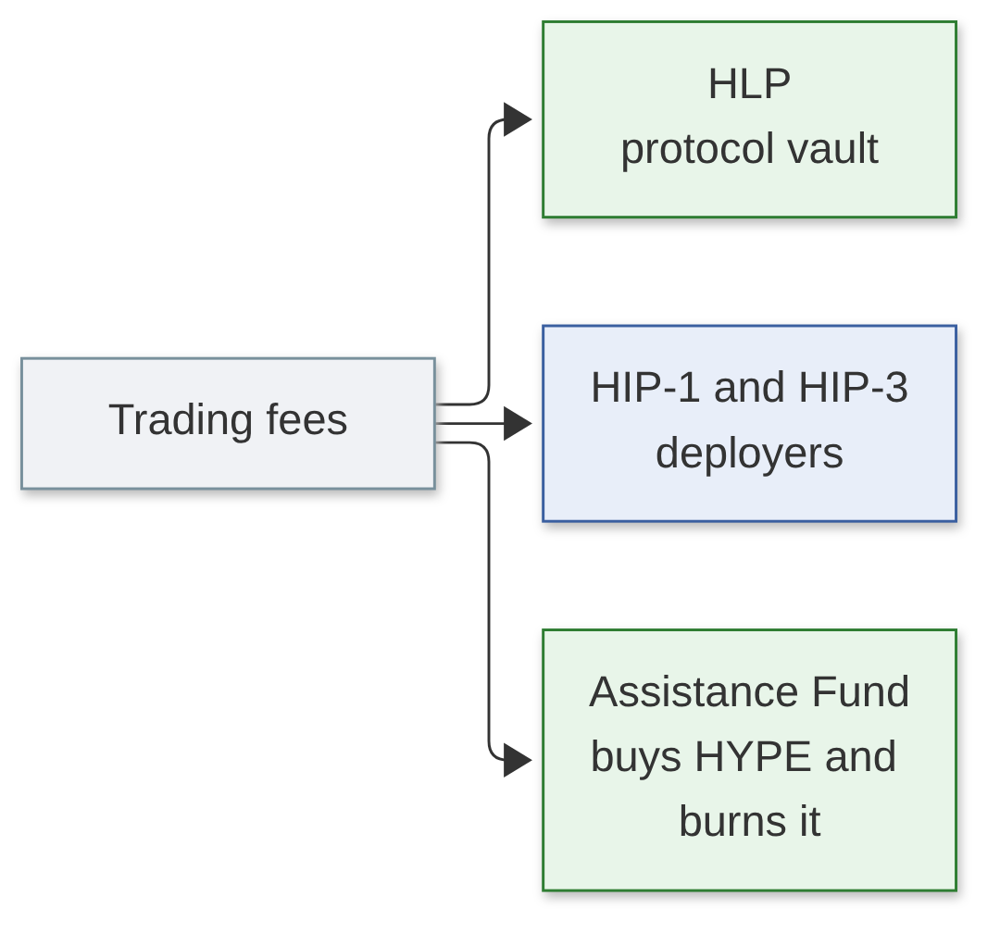 HLP
protocol vault
Trading fees
HIP-1 and HIP-3
deployers
Assistance Fund
buys HYPE and
burns it